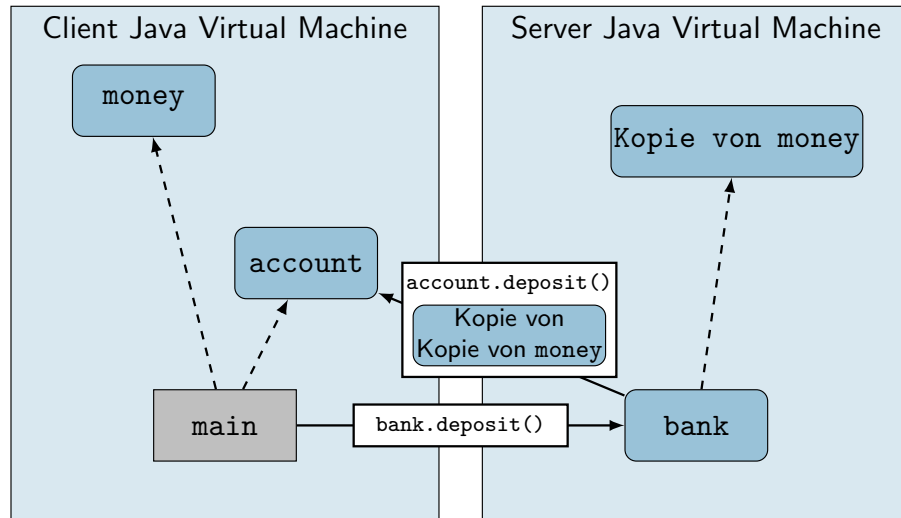 Client Java Virtual Machine
Server Java Virtual Machine
money
Kopie von money
account
account.deposit()
Kopie von
Kopie von money
main
bank.deposit()
bank